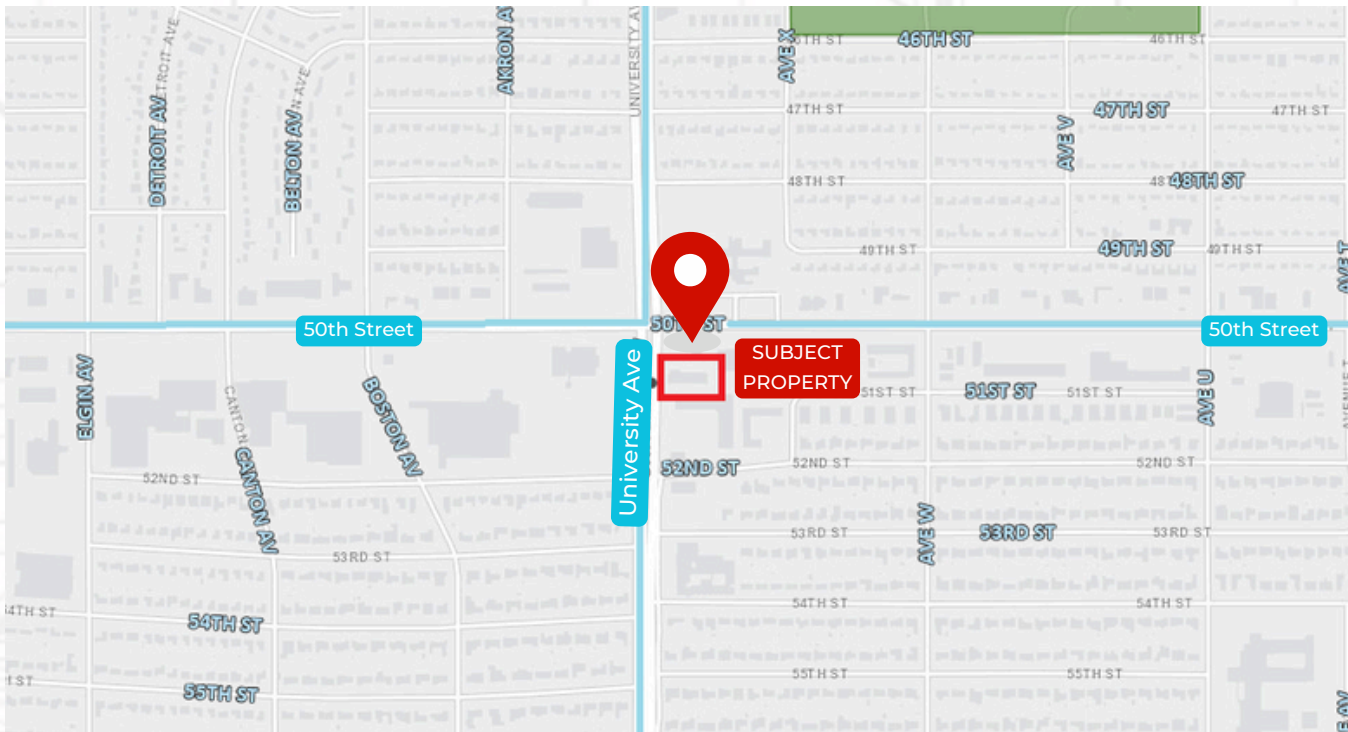 DETROIT AVE
DETROIT AV
BELTON AV
AKRON A
UNIVERSITY AV
AVE X
46TH ST
46TH ST
47TH ST
47TH ST
47TH ST
AVE V
48TH ST
48TH ST
49TH ST
49TH ST
49TH ST
AVE T
50th Street
50TH ST
50th Street
SUBJECT
PROPERTY
University Ave
ELGIN AV
BOSTON AV
CANTON
CANTON AV
51ST ST
51ST ST
51ST ST
AVE U
52ND ST
52ND ST
52ND ST
52ND ST
AVE W
53RD ST
53RD ST
53RD ST
53RD ST
54TH ST
54TH ST
54TH ST
55TH ST
55TH ST
55TH ST